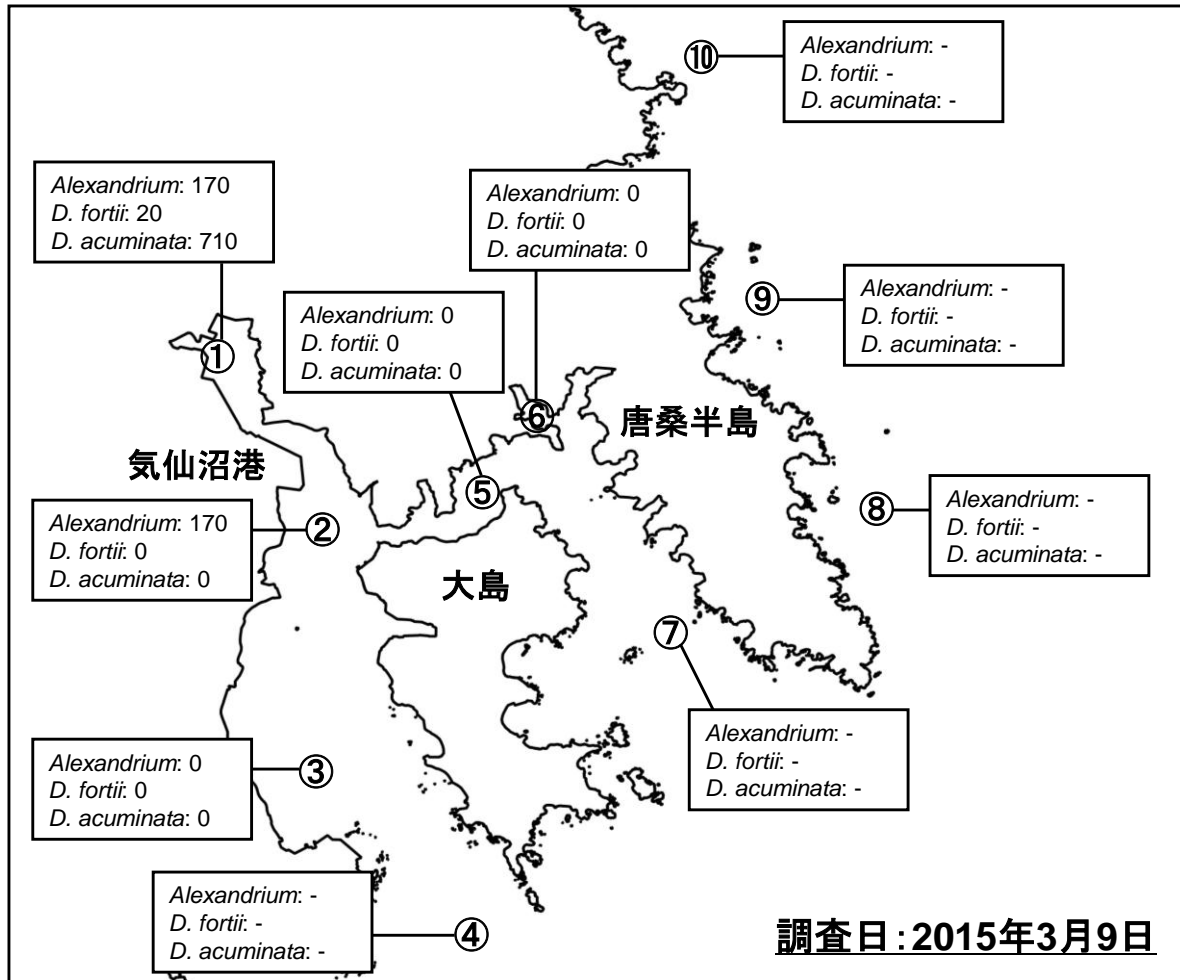 ⑩
Alexandrium: -
D. fortii: -
D. acuminata: -
Alexandrium: 170
D. fortii: 20
D. acuminata: 710
①
Alexandrium: 0
D. fortii: 0
D. acuminata: 0
⑥
Alexandrium: 0
D. fortii: 0
D. acuminata: 0
⑤
⑨
Alexandrium: -
D. fortii: -
D. acuminata: -
唐桑半島
気仙沼港
Alexandrium: 170
D. fortii: 0
D. acuminata: 0
②
⑧
Alexandrium: -
D. fortii: -
D. acuminata: -
大島
⑦
Alexandrium: -
D. fortii: -
D. acuminata: -
Alexandrium: 0
D. fortii: 0
D. acuminata: 0
③
Alexandrium: -
D. fortii: -
D. acuminata: -
④
調査日:2015年3月9日